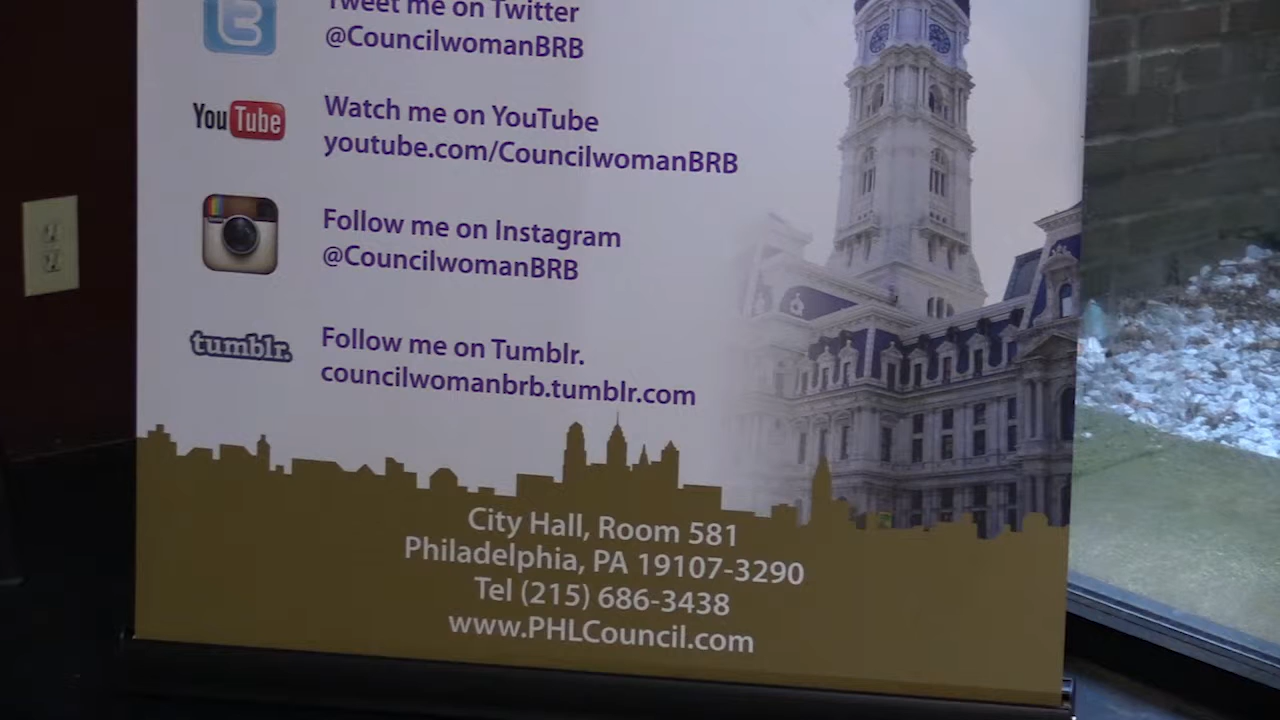 Tweet me on Twitter
@CouncilwomanBRB
YouTube
Watch me on YouTube
youtube.com/CouncilwomanBRB
Follow me on Instagram
@CouncilwomanBRB
tumblr.
Follow me on Tumblr.
councilwomanbrb.tumblr.com
City Hall, Room 581
Philadelphia, PA 19107-3290
Tel (215) 686-3438
www.PHLCouncil.com